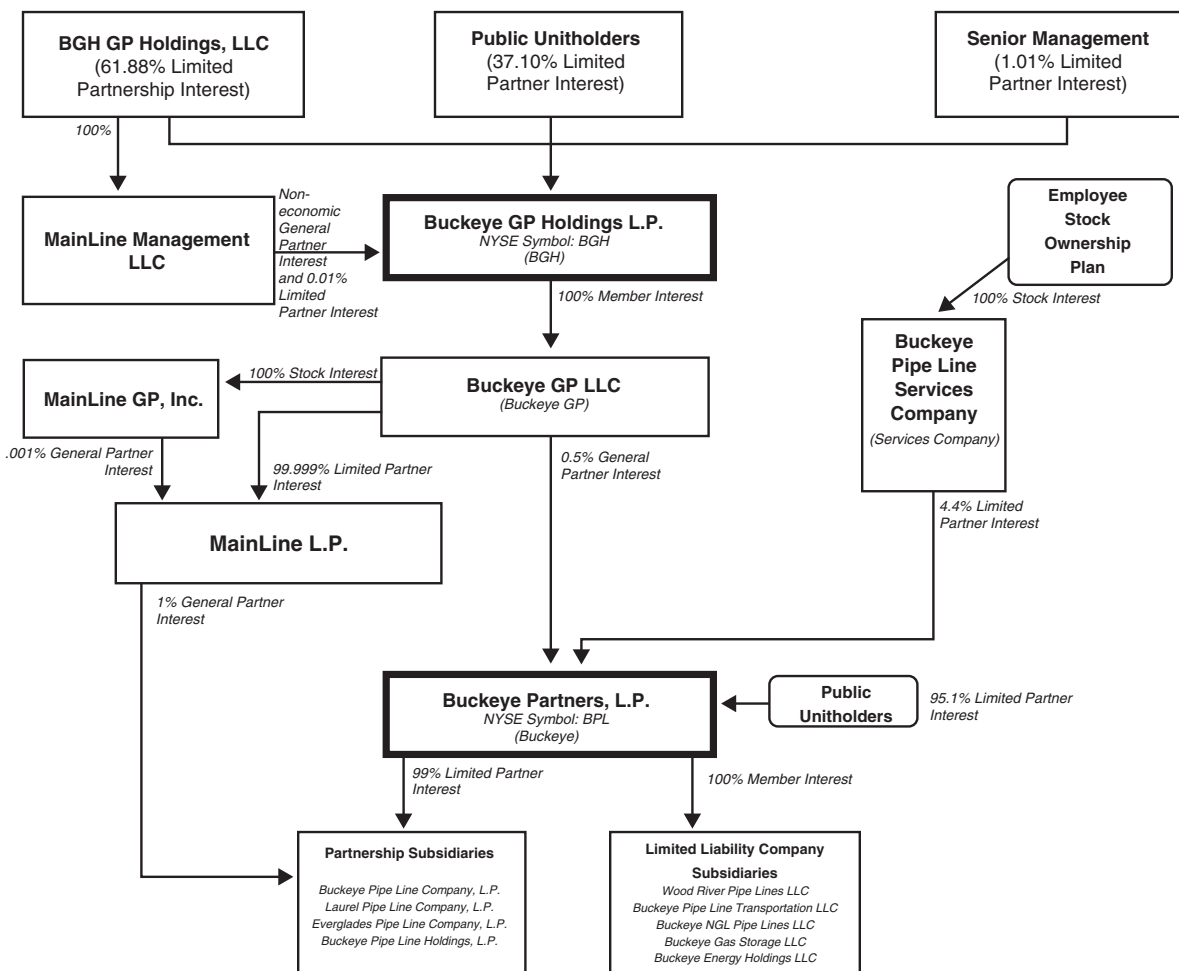 BGH GP Holdings, LLC
(61.88% Limited
Partnership Interest)
Public Unitholders
(37.10% Limited
Partner Interest)
Senior Management
(1.01% Limited
Partner Interest)
100%
Non-
economic
General
Partner
Interest
and 0.01%
Limited
Partner Interest
MainLine Management
LLC
Buckeye GP Holdings L.P.
NYSE Symbol: BGH
(BGH)
Employee
Stock
Ownership
Plan
100% Member Interest
100% Stock Interest
MainLine GP, Inc.
100% Stock Interest
Buckeye GP LLC
(Buckeye GP)
Buckeye
Pipe Line
Services
Company
(Services Company)
.001% General Partner
Interest
99.999% Limited Partner
Interest
0.5% General
Partner Interest
4.4% Limited
Partner Interest
MainLine L.P.
1% General Partner
Interest
Buckeye Partners, L.P.
NYSE Symbol: BPL
(Buckeye)
Public
Unitholders
95.1% Limited Partner
Interest
99% Limited Partner
Interest
100% Member Interest
Partnership Subsidiaries
Buckeye Pipe Line Company, L.P.
Laurel Pipe Line Company, L.P.
Everglades Pipe Line Company, L.P.
Buckeye Pipe Line Holdings, L.P.
Limited Liability Company
Subsidiaries
Wood River Pipe Lines LLC
Buckeye Pipe Line Transportation LLC
Buckeye NGL Pipe Lines LLC
Buckeye Gas Storage LLC
Buckeye Energy Holdings LLC